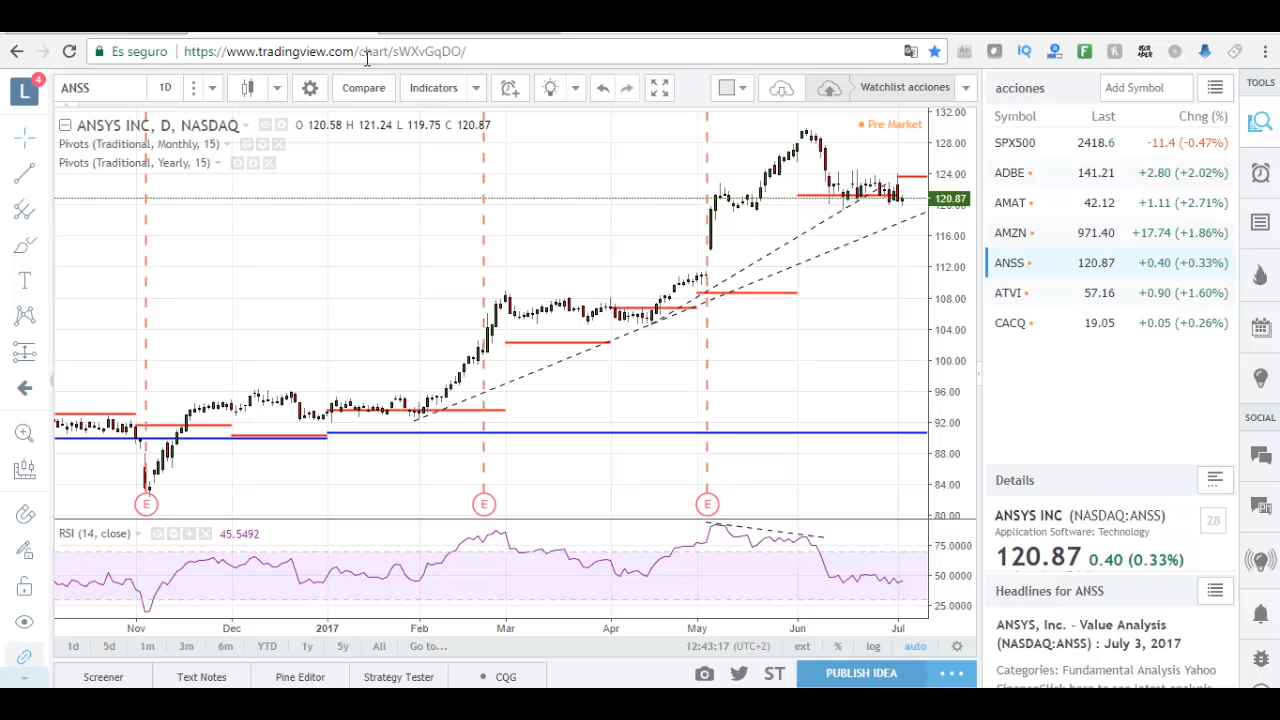 Es seguro https://www.tradingview.com/chart/sWXvGqDO/
L 4 ANSS 1D Compare Indicators Watchlist acciones
ANSYS INC, D, NASDAQ O 120.58 H 121.24 L 119.75 C 120.87
Pivots (Traditional, Monthly, 15)
Pivots (Traditional, Yearly, 15)
Pre Market
132.00
128.00
124.00
120.87
120.00
116.00
112.00
108.00
104.00
100.00
96.00
92.00
88.00
84.00
80.00
E E E
RSI (14, close) 45.5492
75.0000
50.0000
25.0000
Nov Dec 2017 Feb Mar Apr May Jun Jul
1d 5d 1m 3m 6m YTD 1y 5y All Go to... 12:43:17 (UTC+2) ext % log auto
Screener IDEA Notes Pine Editor Strategy Tester CQG ST PUBLISH IDEA
acciones Add Symbol
Symbol Last Chng (%)
SPX500 2418.6 -11.4 (-0.47%)
ADBE 141.21 +2.80 (+2.02%)
AMAT 42.12 +1.11 (+2.71%)
AMZN 971.40 +17.74 (+1.86%)
ANSS 120.87 +0.40 (+0.33%)
ATVI 57.16 +0.90 (+1.60%)
CACQ 19.05 +0.05 (+0.26%)
Details
ANSYS INC (NASDAQ:ANSS)
Application Software: Technology
28
120.87 0.40 (0.33%)
Headlines for ANSS
ANSYS, Inc. - Value Analysis
(NASDAQ:ANSS) : July 3, 2017
Categories: Fundamental Analysis Yahoo
TOOLS
SOCIAL